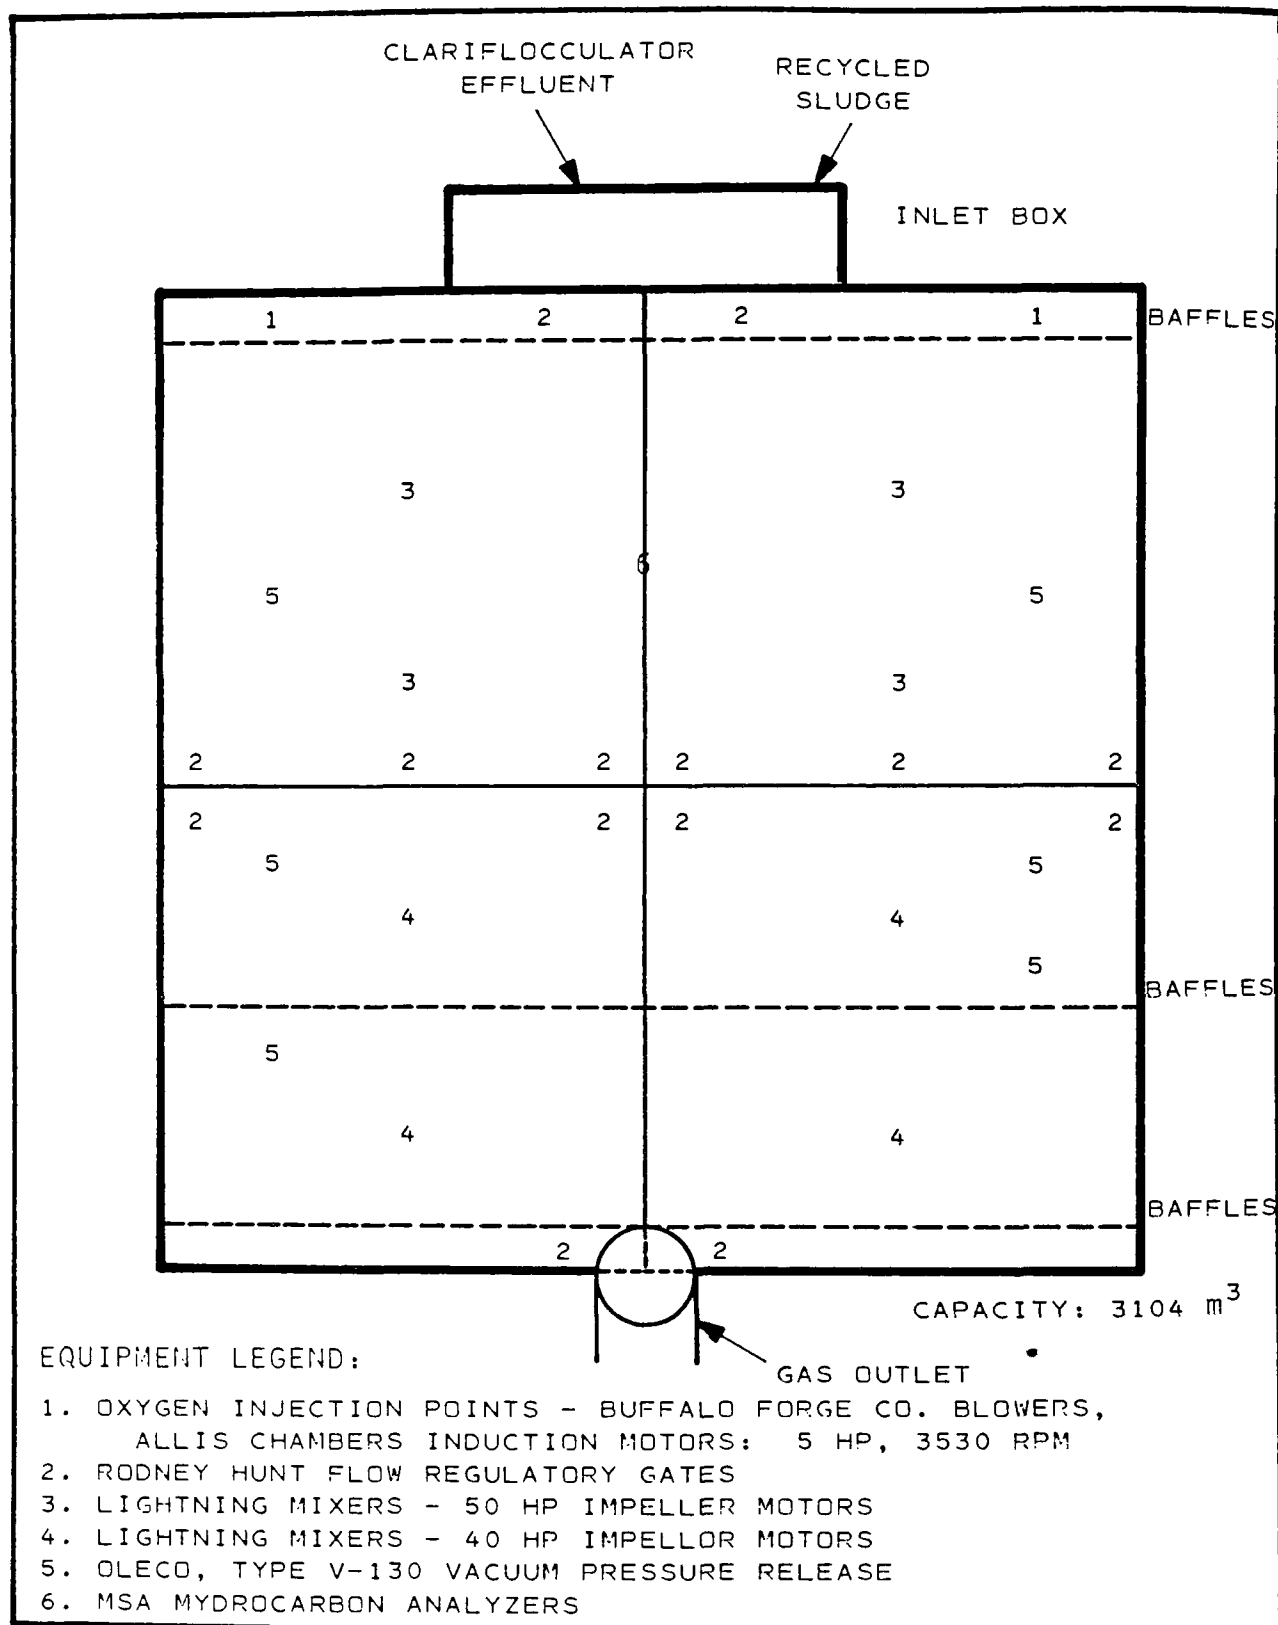 CLARIFLOCCULATOR
EFFLUENT
RECYCLED
SLUDGE
INLET BOX
1 2 2 1 BAFFLES
3 3
6
5 5
3 3
2 2 2 2 2 2
2 2 2 2
5 5
4 4
5
BAFFLES
5
4 4
BAFFLES
2 2
CAPACITY: 3104 m³
GAS OUTLET
EQUIPMENT LEGEND:
1. OXYGEN INJECTION POINTS - BUFFALO FORGE CO. BLOWERS,
ALLIS CHAMBERS INDUCTION MOTORS: 5 HP, 3530 RPM
2. RODNEY HUNT FLOW REGULATORY GATES
3. LIGHTNING MIXERS - 50 HP IMPELLER MOTORS
4. LIGHTNING MIXERS - 40 HP IMPELLOR MOTORS
5. OLECO, TYPE V-130 VACUUM PRESSURE RELEASE
6. MSA MYDROCARBON ANALYZERS